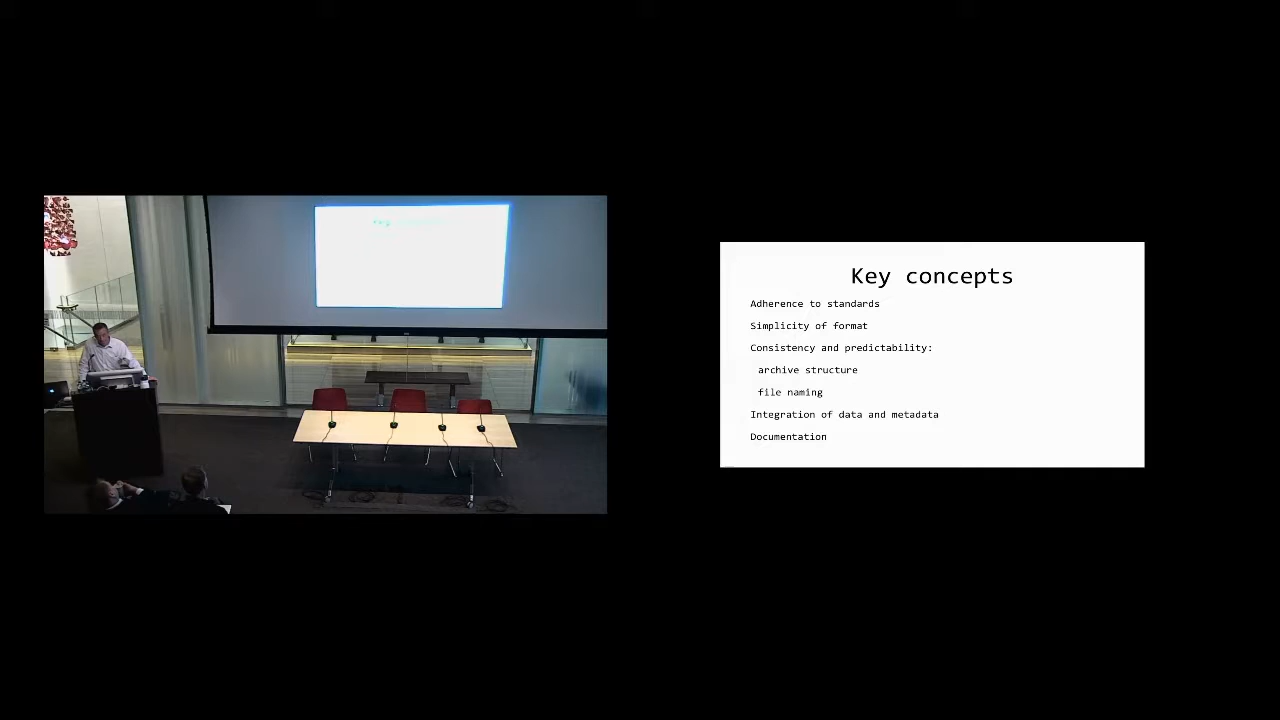 Key concepts
Adherence to standards
Simplicity of format
Consistency and predictability:
archive structure
file naming
Integration of data and metadata
Documentation